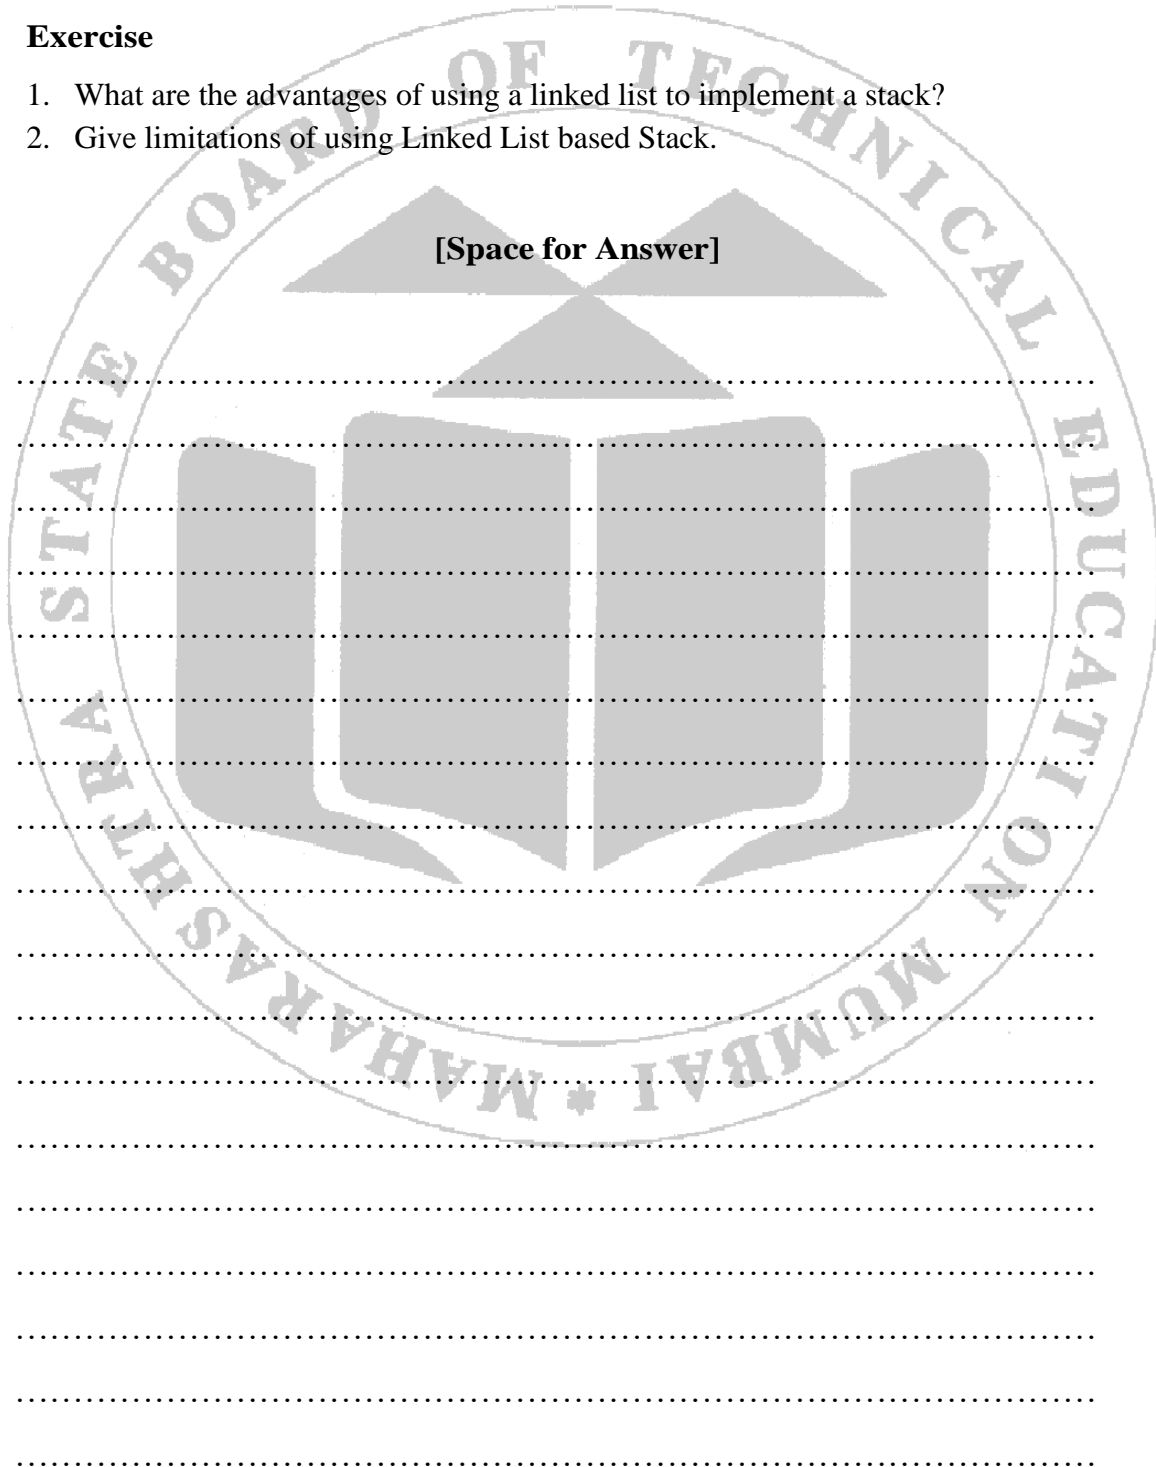 Exercise
1. What are the advantages of using a linked list to implement a stack?
2. Give limitations of using Linked List based Stack.
[Space for Answer]
MAHARASHTRA STATE BOARD OF TECHNICAL EDUCATION MUMBAI *